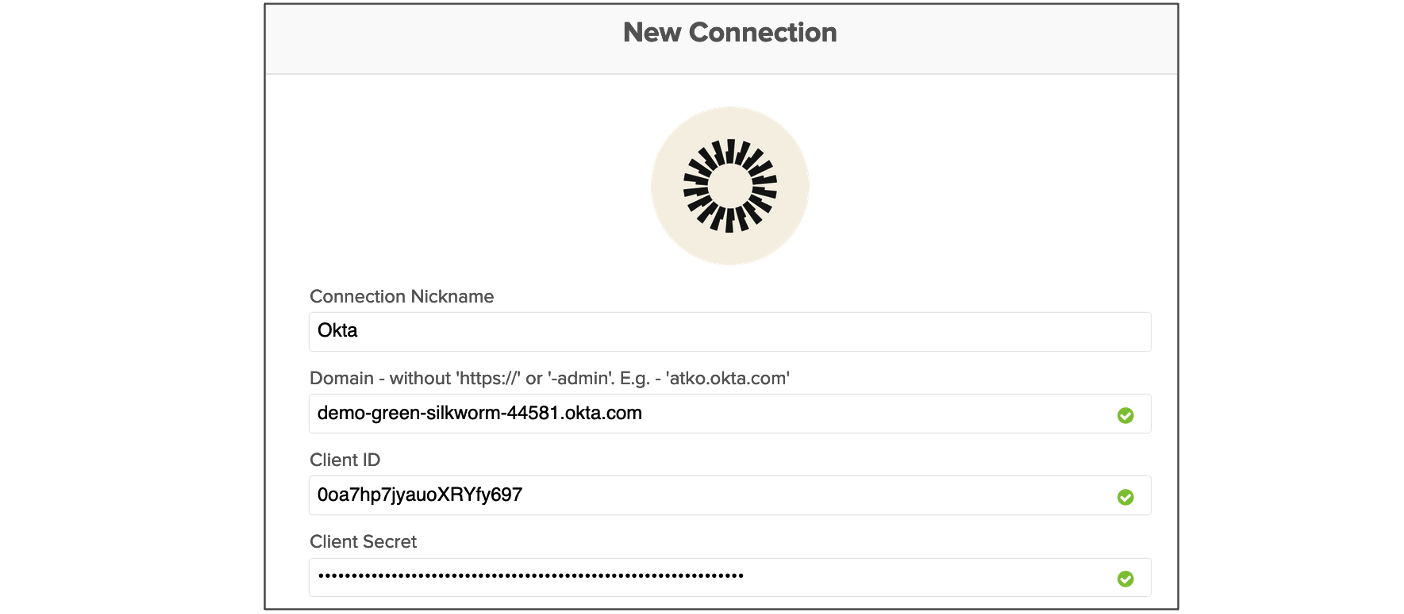 New Connection
Connection Nickname
Okta
Domain - without 'https://' or '-admin'. E.g. - 'atko.okta.com'
demo-green-silkworm-44581.okta.com
Client ID
0oa7hp7jyauoXRYfy697
Client Secret
••••••••••••••••••••••••••••••••••••••••••••••••••••••••••••••••